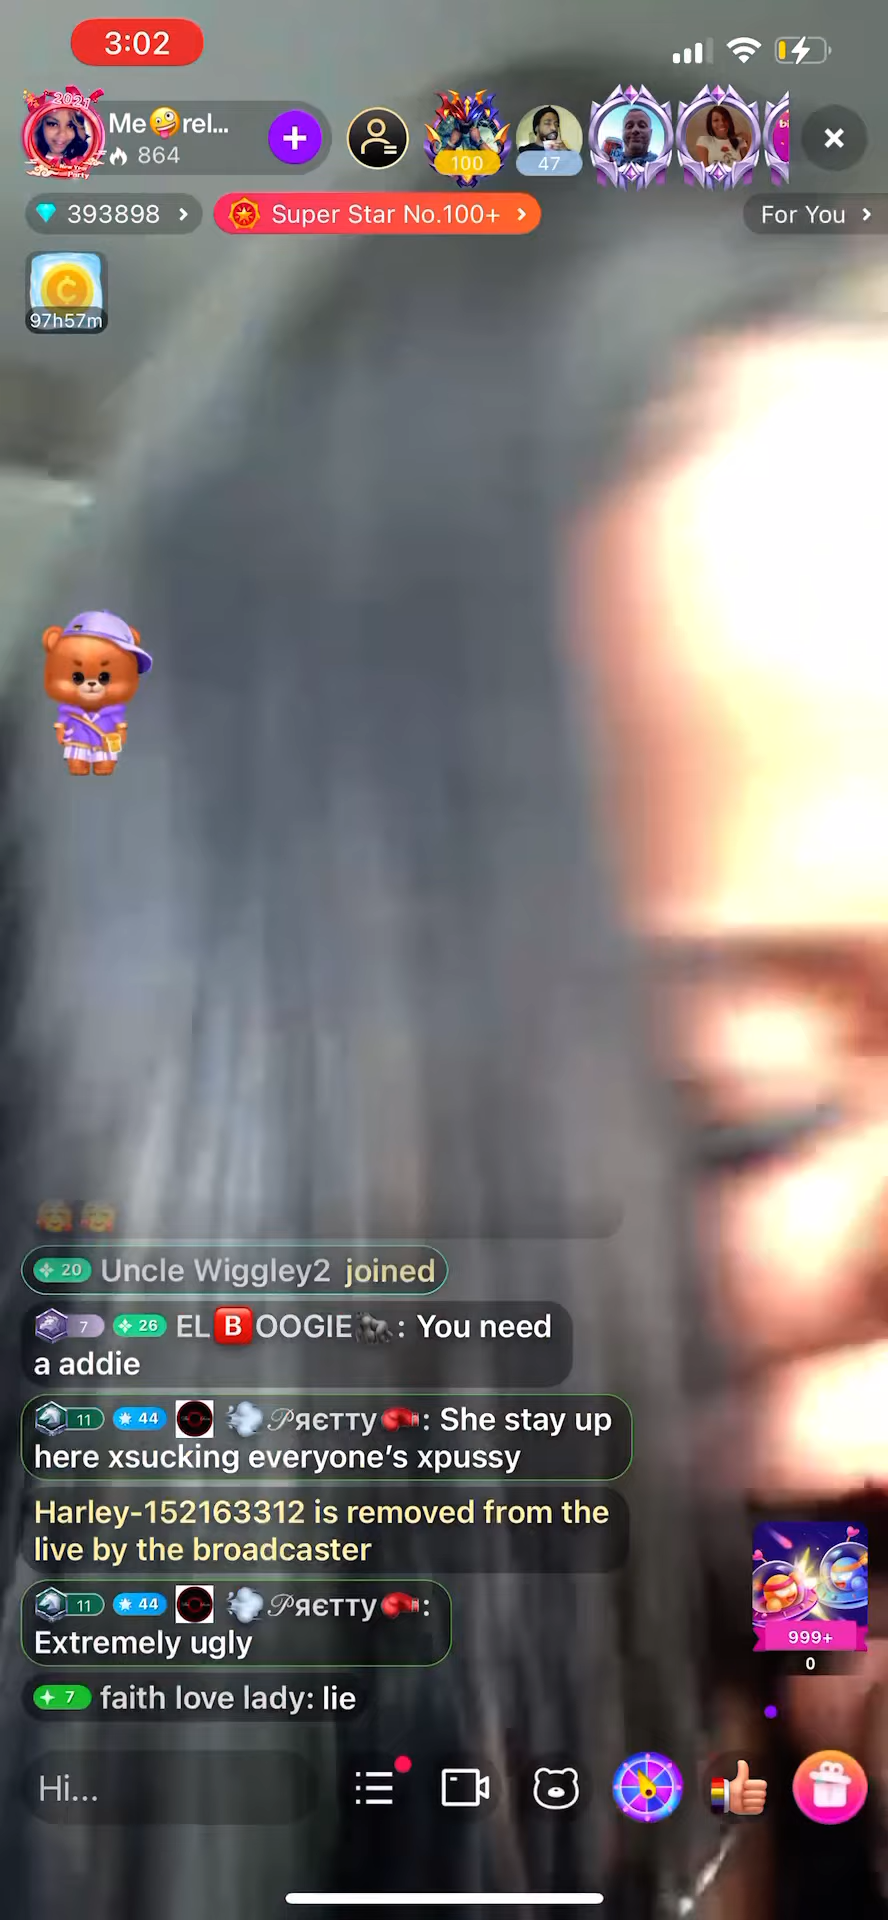 3:02
2021
Me🤪rel...
864
100
47
393898
Super Star No.100+
For You
97h57m
20 Uncle Wiggley2 joined
7 26 EL🅱️OOGIE🦍: You need
a addie
11 44 💨𝒫яєттy🥊: She stay up
here xsucking everyone’s xpussy
Harley-152163312 is removed from the
live by the broadcaster
11 44 💨𝒫яєттy🥊:
Extremely ugly
7 faith love lady: lie
999+
0
Hi...